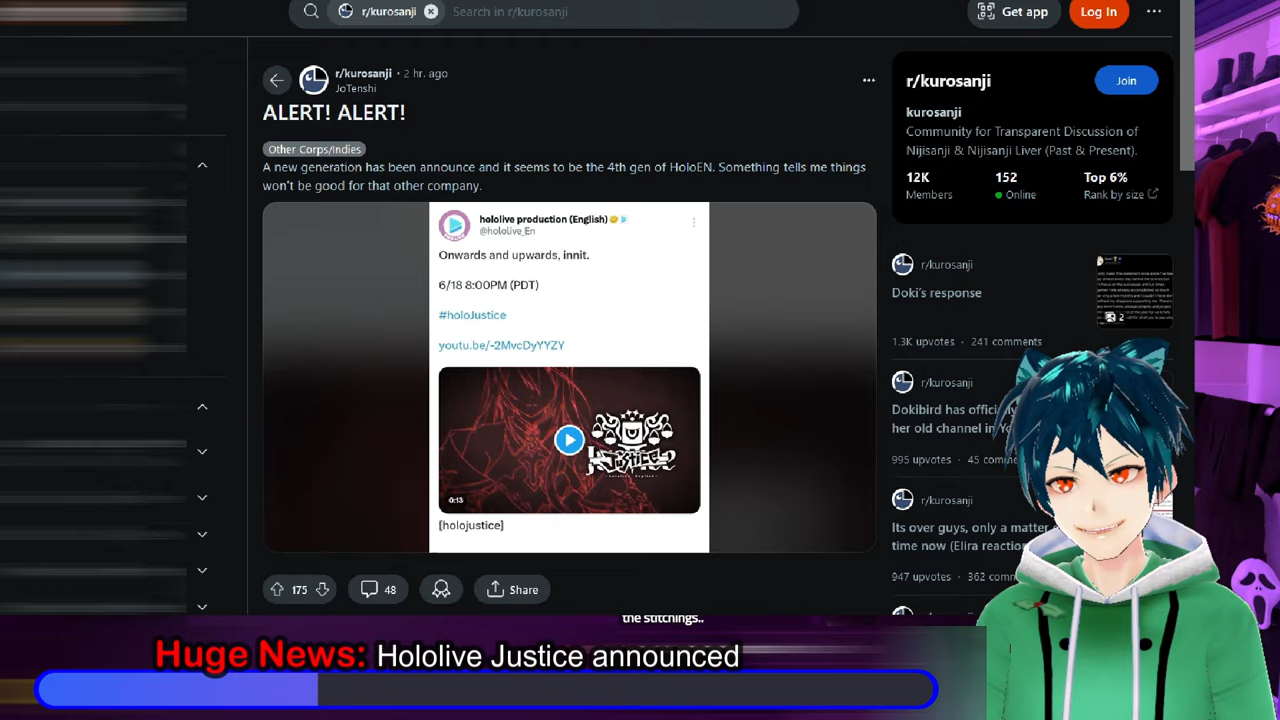 r/kurosanji
Search in r/kurosanji
Get app
Log In
r/kurosanji • 2 hr. ago
JoTenshi
ALERT! ALERT!
Other Corps/Indies
A new generation has been announce and it seems to be the 4th gen of HoloEN. Something tells me things
won't be good for that other company.
hololive production (English)
@hololive_En
Onwards and upwards, innit.
6/18 8:00PM (PDT)
#holoJustice
youtu.be/-2MvcDyYYZY
0:13
[holojustice]
175
48
Share
r/kurosanji
Join
kurosanji
Community for Transparent Discussion of
Nijisanji & Nijisanji Liver (Past & Present).
12K 152 Top 6%
Members Online Rank by size
r/kurosanji
Doki's response
2
1.3K upvotes • 241 comments
r/kurosanji
Dokibird has
her old channel in
995 upvotes • 45
r/kurosanji
Its over guys, only a matter
time now (Elira
947 upvotes • 362
the stitchings..
Huge News: Hololive Justice announced